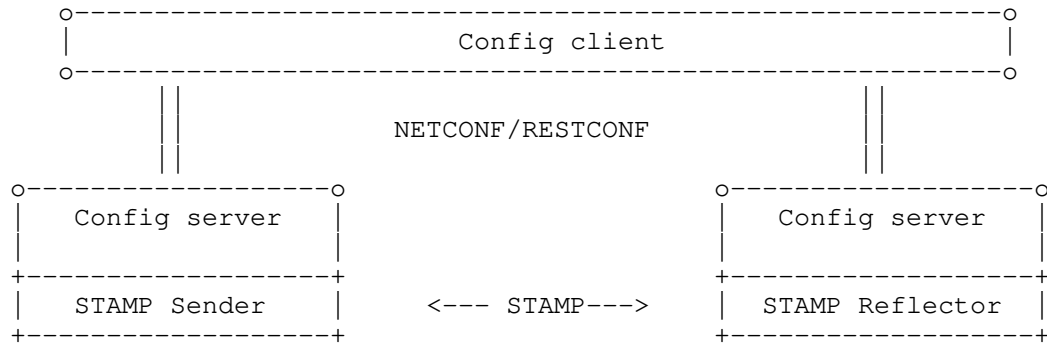 Config client
NETCONF/RESTCONF
Config server Config server
STAMP Sender <--- STAMP---> STAMP Reflector